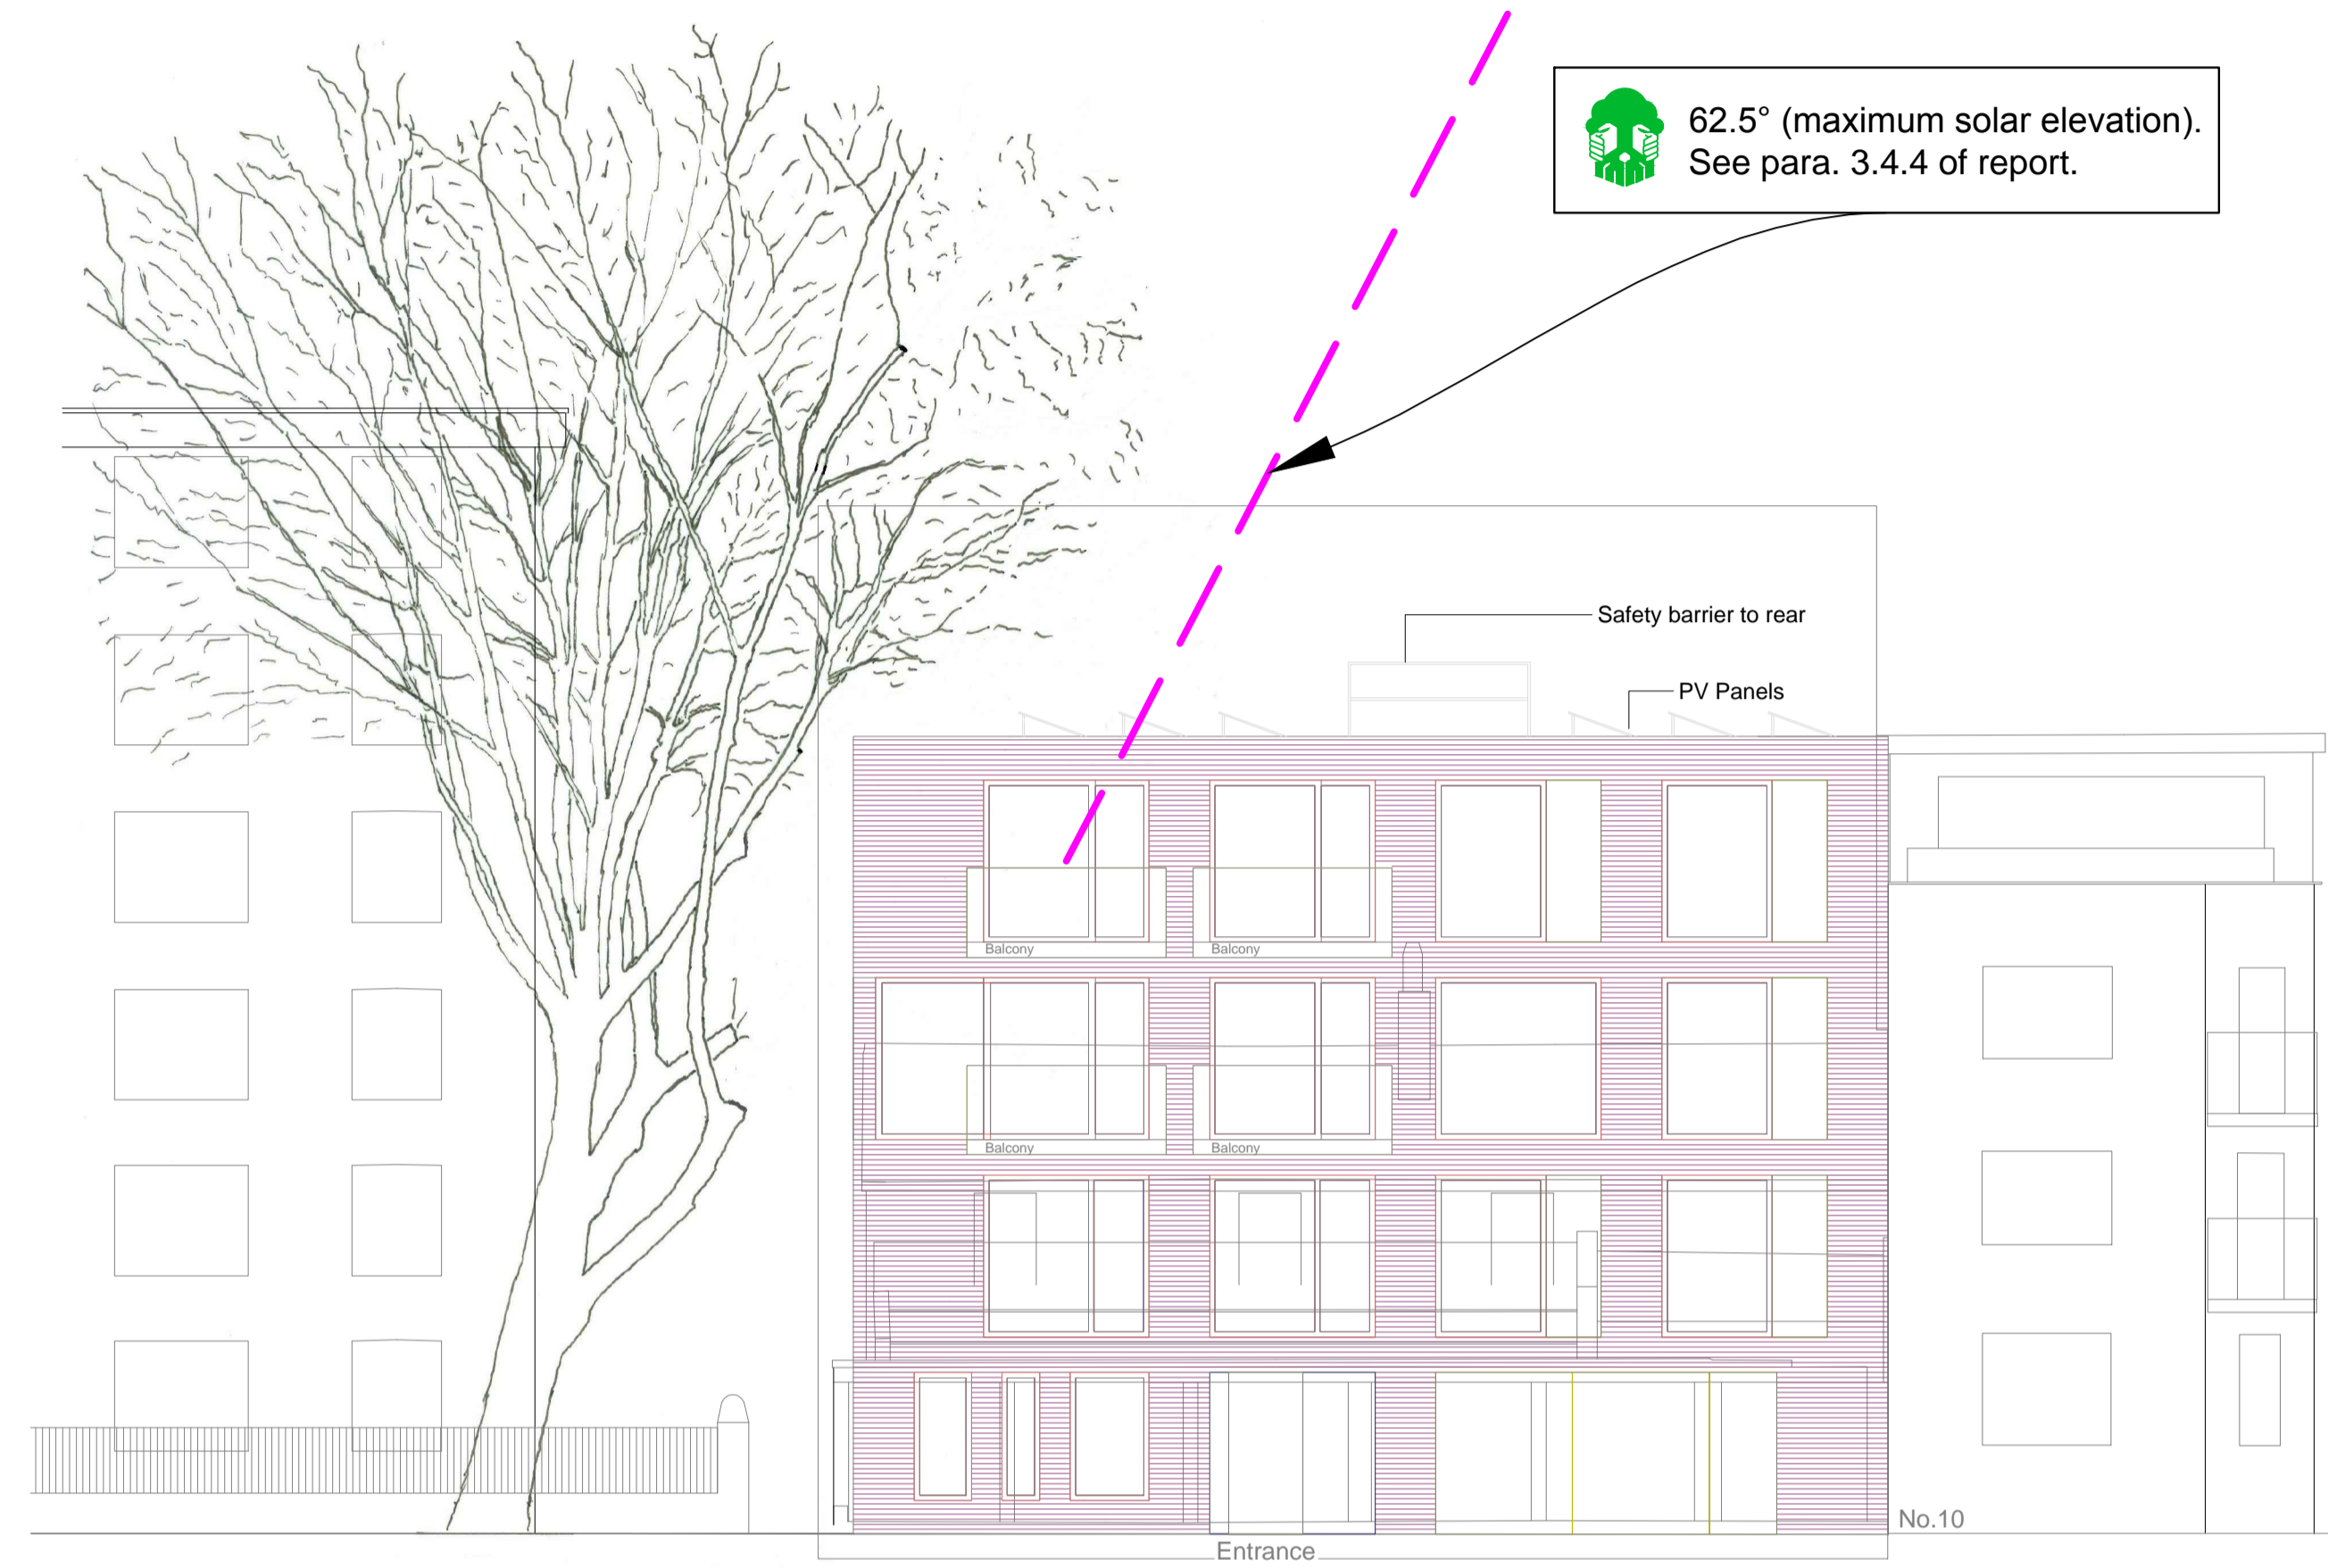 62.5° (maximum solar elevation).
See para. 3.4.4 of report.
Safety barrier to rear
PV Panels
Balcony
Balcony
Balcony
Balcony
No.10
Entrance